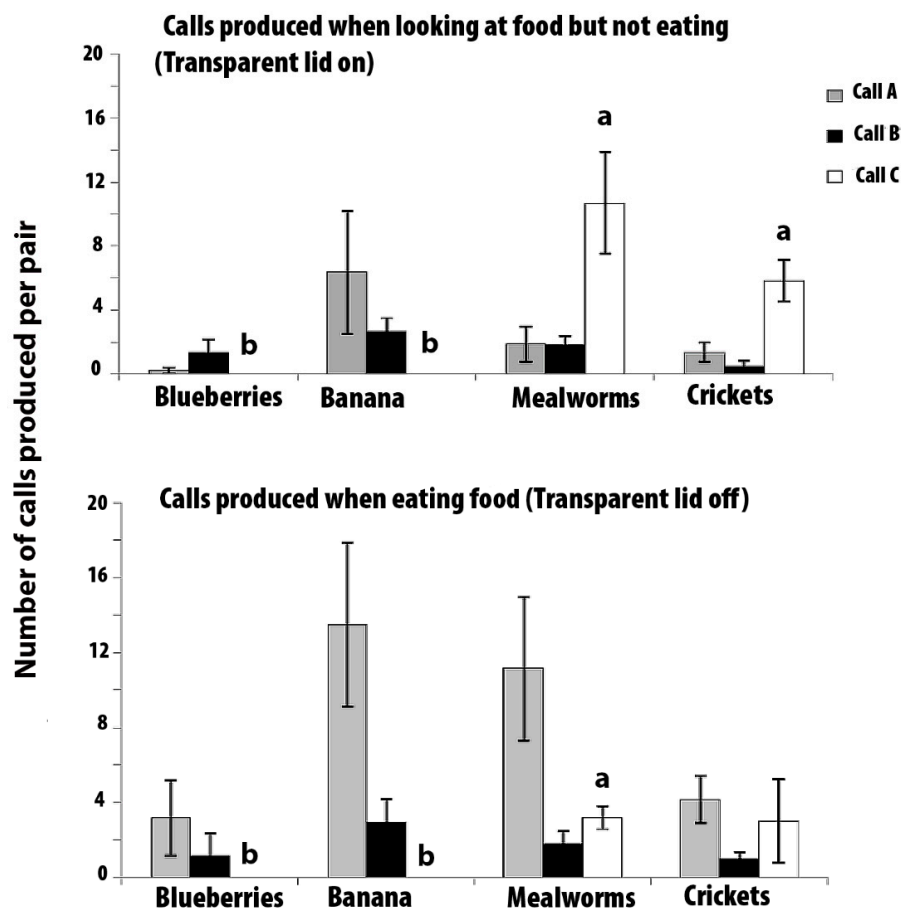 Calls produced when looking at food but not eating
(Transparent lid on)
20
16
12
8
4
0
a
a
b
b
Call A
Call B
Call C
Blueberries
Banana
Mealworms
Crickets
Number of calls produced per pair
Calls produced when eating food (Transparent lid off)
20
16
12
8
4
0
a
b
b
Blueberries
Banana
Mealworms
Crickets